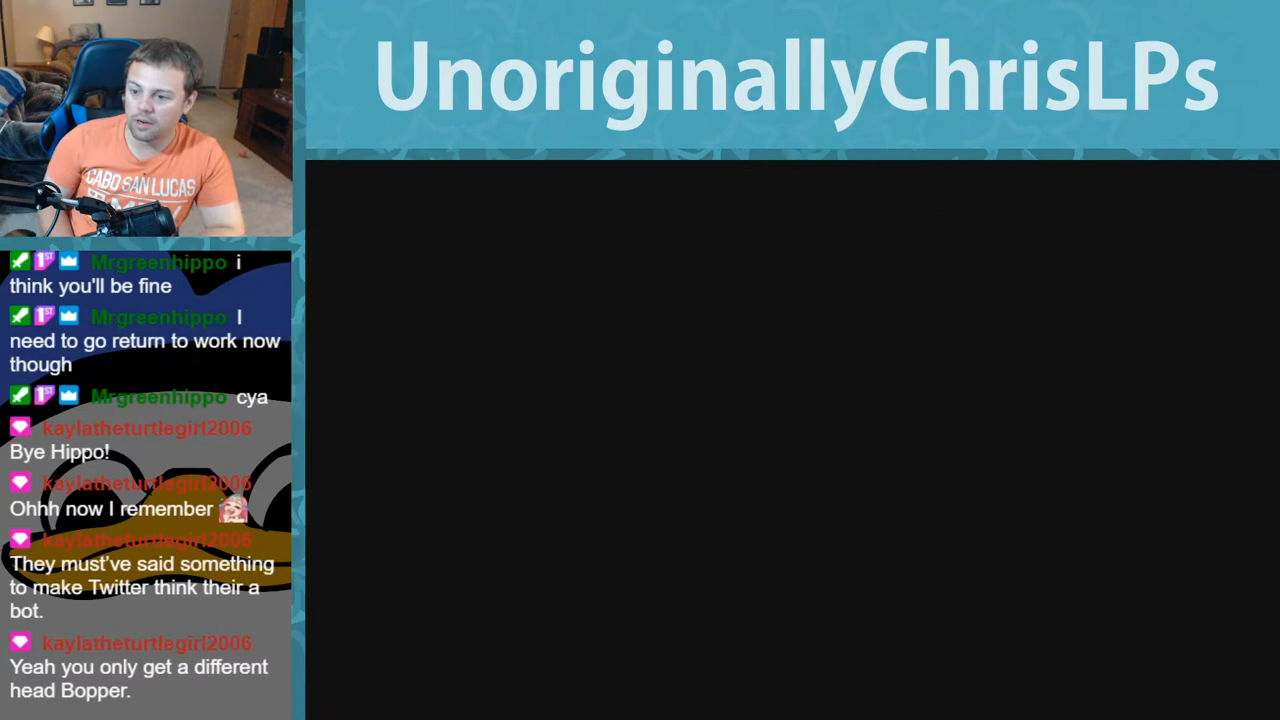 UnoriginallyChrisLPs
CABO SAN LUCAS
Mrgreenhippo i
think you'll be fine
Mrgreenhippo I
need to go return to work now
though
Mrgreenhippo cya
kaylatheturtlegirl2006
Bye Hippo!
kaylatheturtlegirl2006
Ohhh now I remember
kaylatheturtlegirl2006
They must've said something
to make Twitter think their a
bot.
kaylatheturtlegirl2006
Yeah you only get a different
head Bopper.